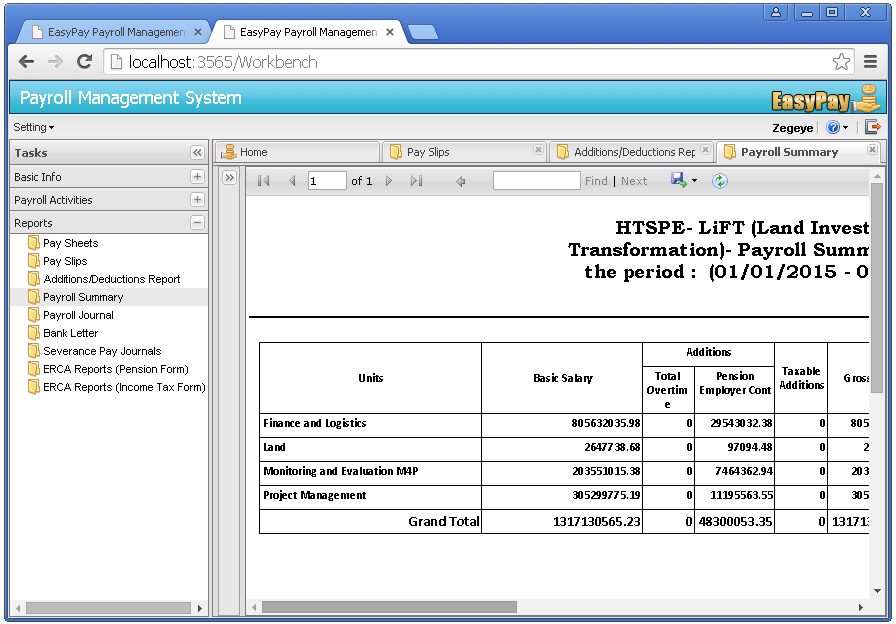 EasyPay Payroll Managemen
EasyPay Payroll Managemen
localhost:3565/Workbench
Payroll Management System
EasyPay
Setting
Zegeye
Tasks
Basic Info
Payroll Activities
Reports
Pay Sheets
Pay Slips
Additions/Deductions Report
Payroll Summary
Payroll Journal
Bank Letter
Severance Pay Journals
ERCA Reports (Pension Form)
ERCA Reports (Income Tax Form)
Home
Pay Slips
Additions/Deductions Rep
Payroll Summary
1 of 1 Find | Next
HTSPE- LiFT (Land Invest
Transformation)- Payroll Summ
the period : (01/01/2015 - 0
Units
Basic Salary
Additions
Total
Overtim
e
Pension
Employer Cont
Taxable
Additions
Gross
Finance and Logistics 805632035.98 0 29543032.38 0 805
Land 2647738.68 0 97094.48 0 2
Monitoring and Evaluation M4P 203551015.38 0 7464362.94 0 203
Project Management 305299775.19 0 11195563.55 0 305
Grand Total 1317130565.23 0 48300053.35 0 13171